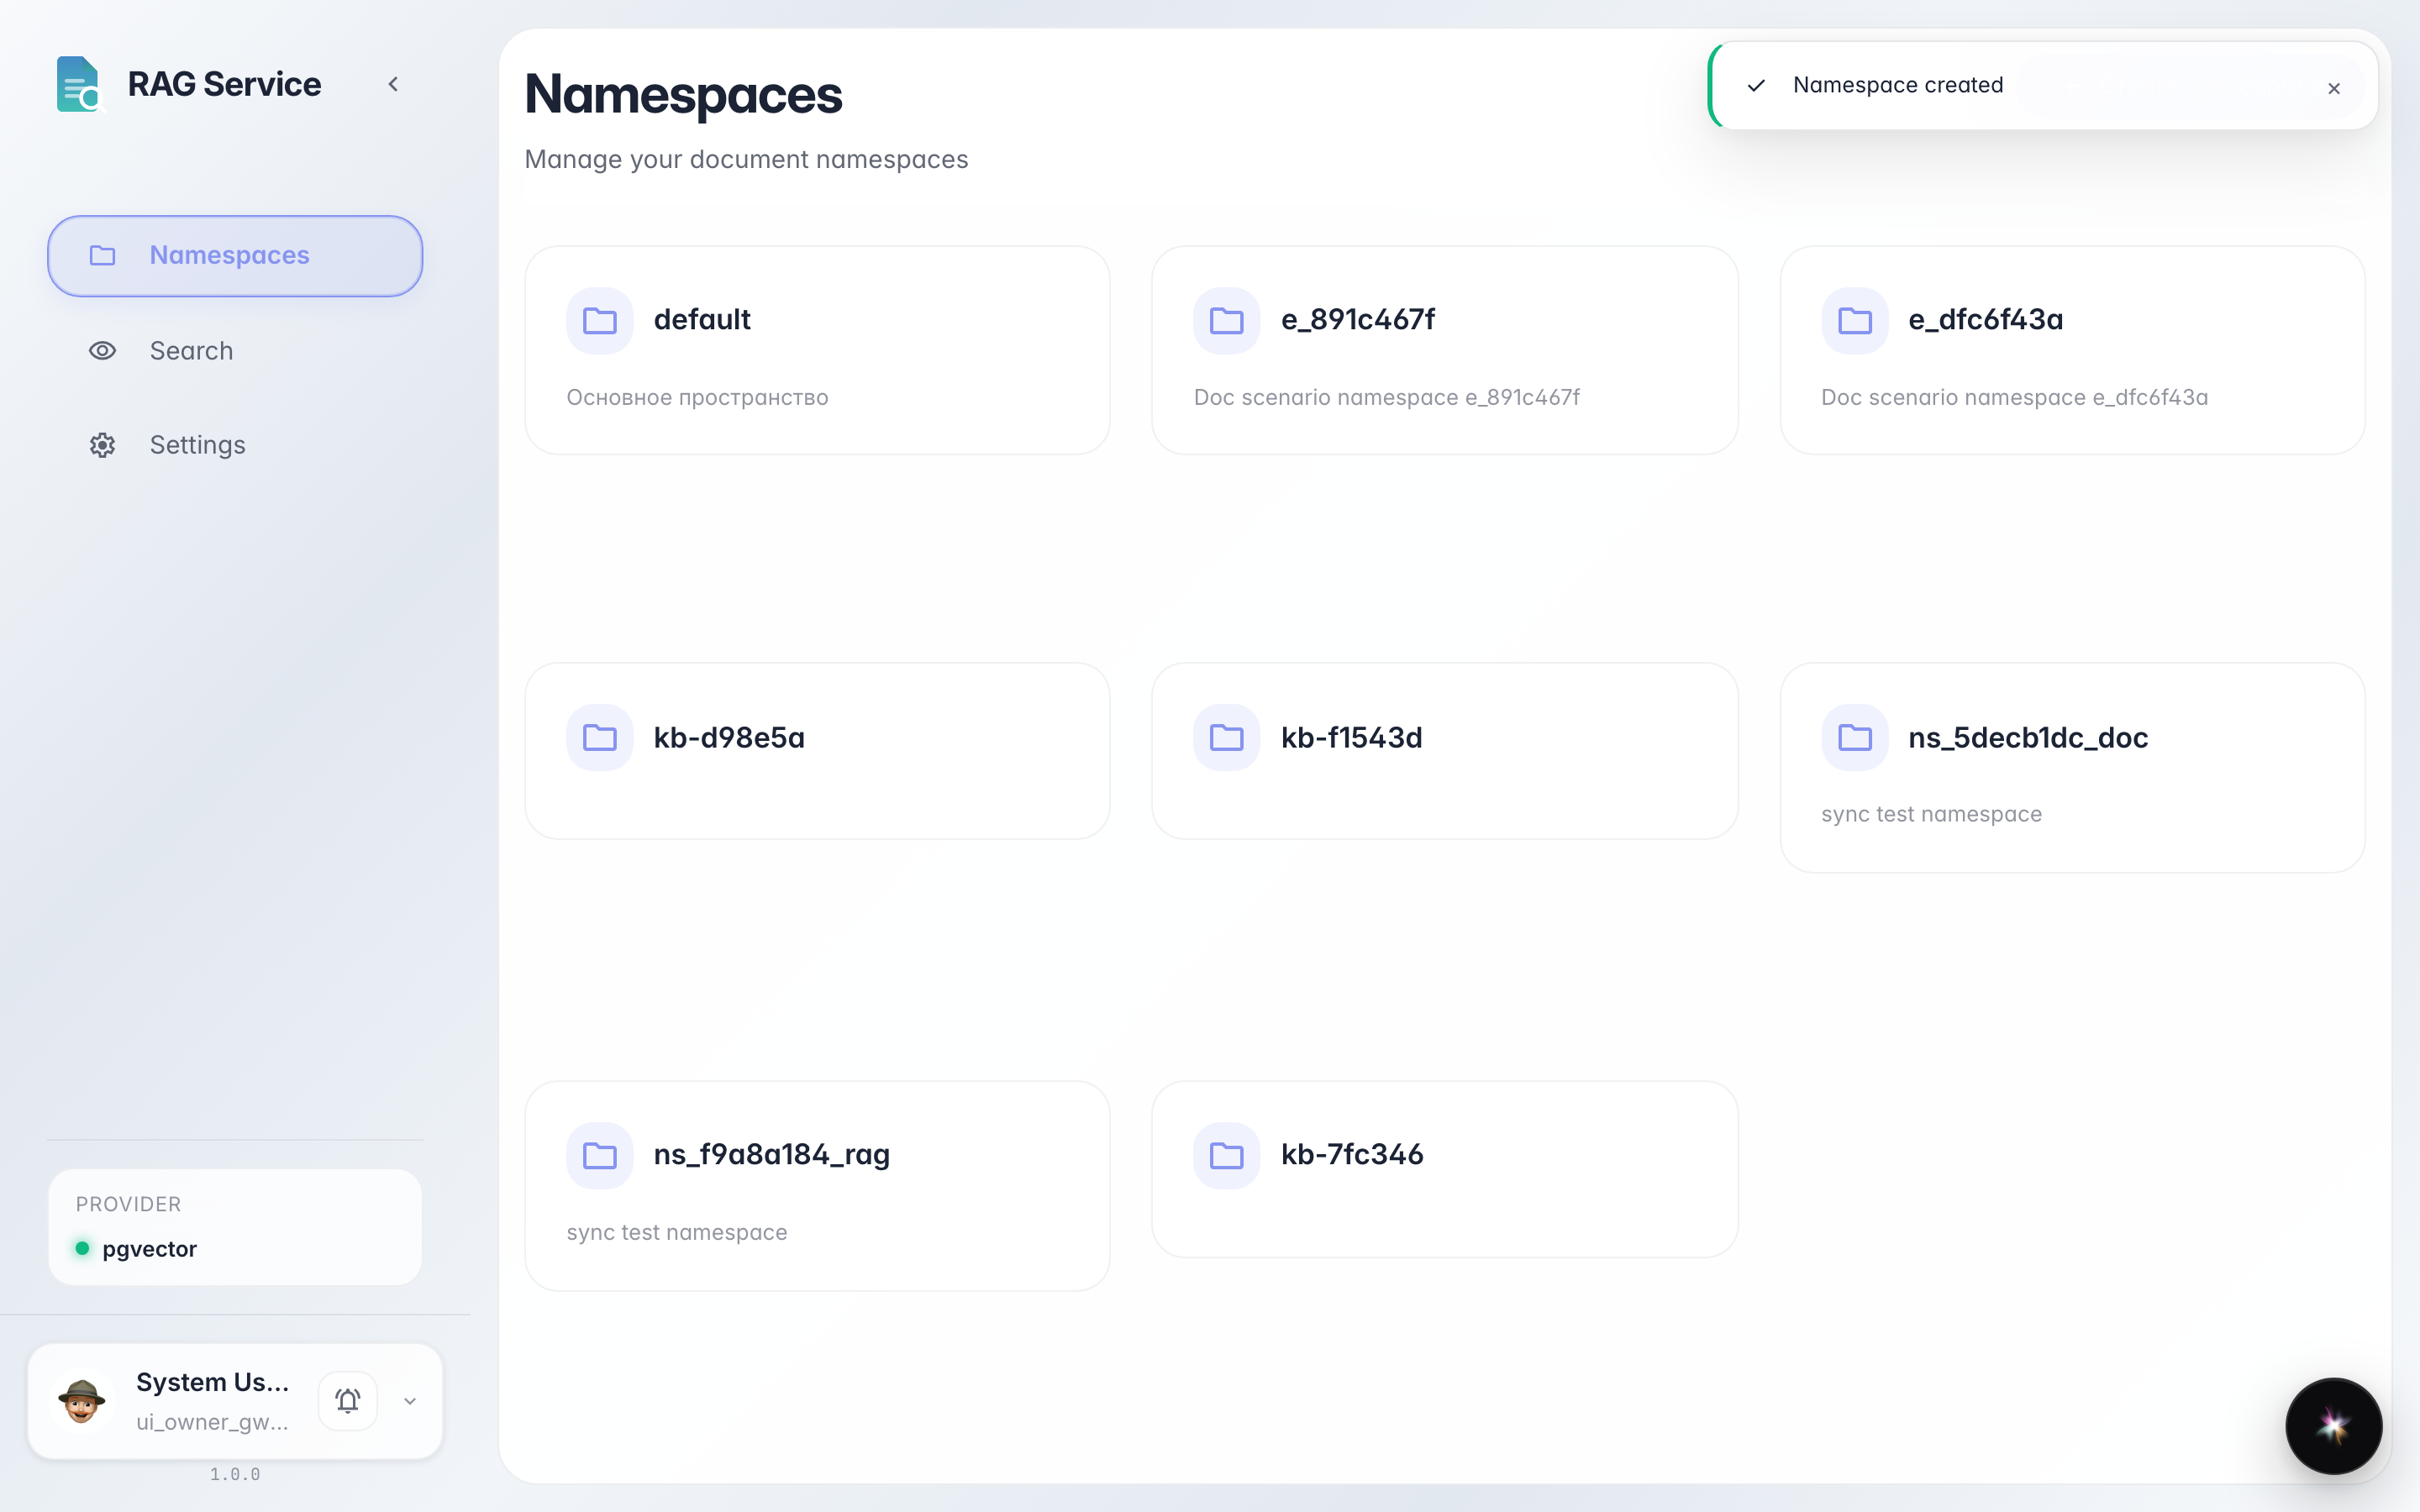 RAG Service
Namespaces
Search
Settings
PROVIDER
pgvector
System Us...
ui_owner_gw...
1.0.0
Namespaces
Manage your document namespaces
Namespace created
default
Основное пространство
e_891c467f
Doc scenario namespace e_891c467f
e_dfc6f43a
Doc scenario namespace e_dfc6f43a
kb-d98e5a
kb-f1543d
ns_5decb1dc_doc
sync test namespace
ns_f9a8a184_rag
sync test namespace
kb-7fc346